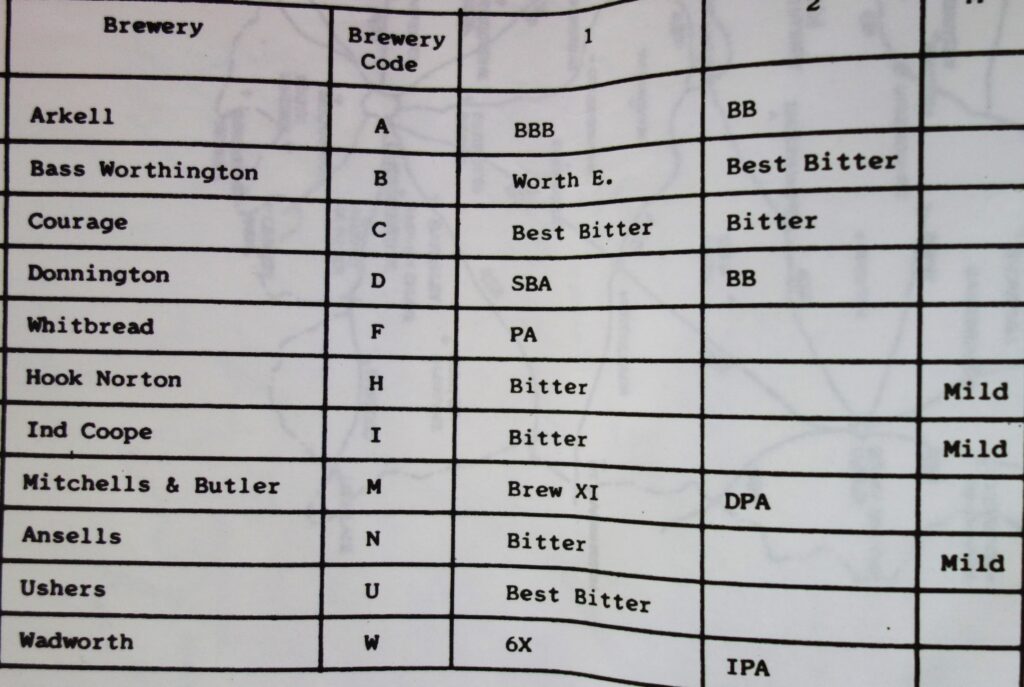 Brewery Brewery Code 1 2
Arkell A BBB BB
Bass Worthington B Worth E. Best Bitter
Courage C Best Bitter Bitter
Donnington D SBA BB
Whitbread F PA
Hook Norton H Bitter Mild
Ind Coope I Bitter Mild
Mitchells & Butler M Brew XI DPA
Ansells N Bitter Mild
Ushers U Best Bitter
Wadworth W 6X IPA